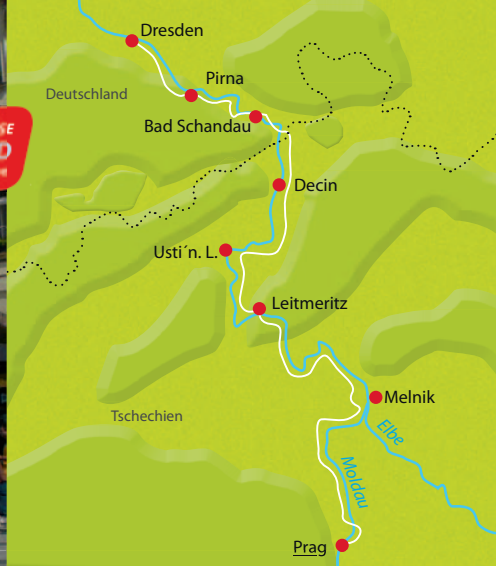 Dresden
Pirna
Deutschland
Bad Schandau
Decin
Usti´n. L.
Leitmeritz
Melnik
Tschechien
Elbe
Moldau
Prag